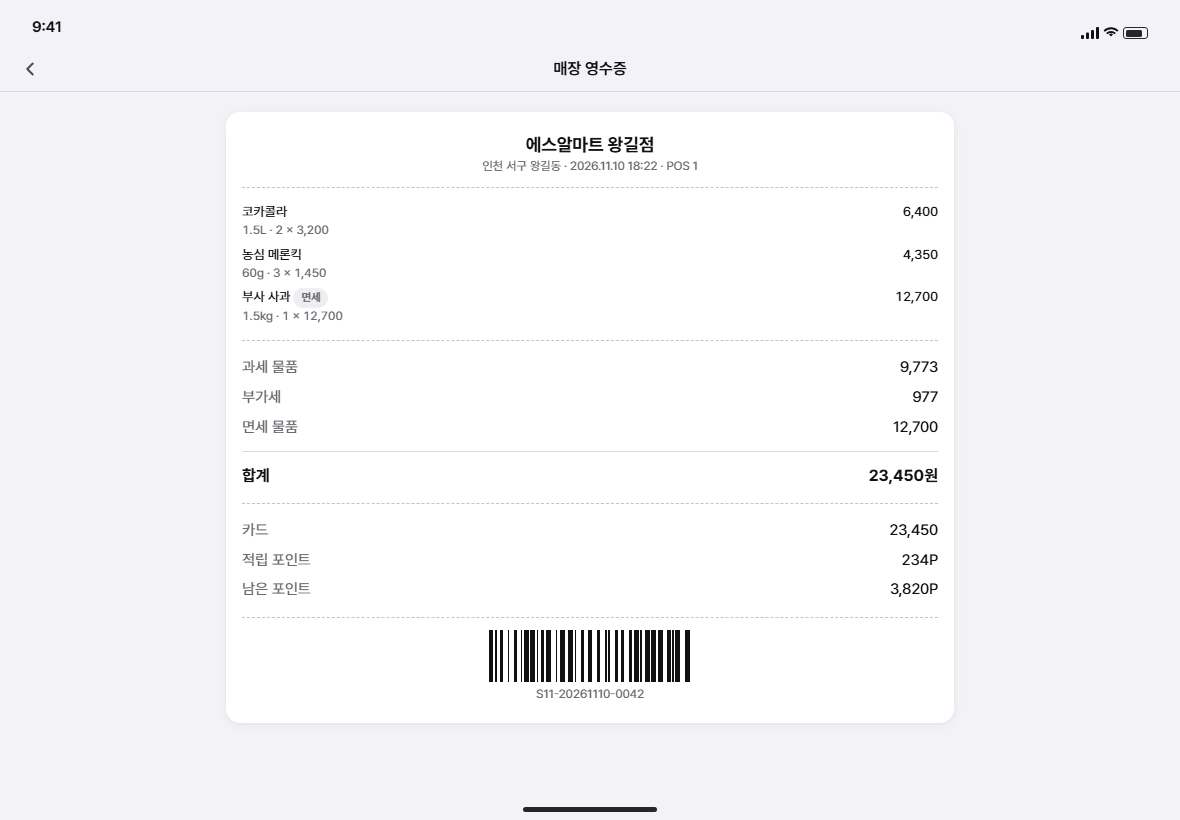 9:41
매장 영수증
에스알마트 왕길점
인천 서구 왕길동 · 2026.11.10 18:22 · POS 1
코카콜라 6,400
1.5L · 2 × 3,200
농심 메론킥 4,350
60g · 3 × 1,450
부사 사과 면세 12,700
1.5kg · 1 × 12,700
과세 물품 9,773
부가세 977
면세 물품 12,700
합계 23,450원
카드 23,450
적립 포인트 234P
남은 포인트 3,820P
S11-20261110-0042